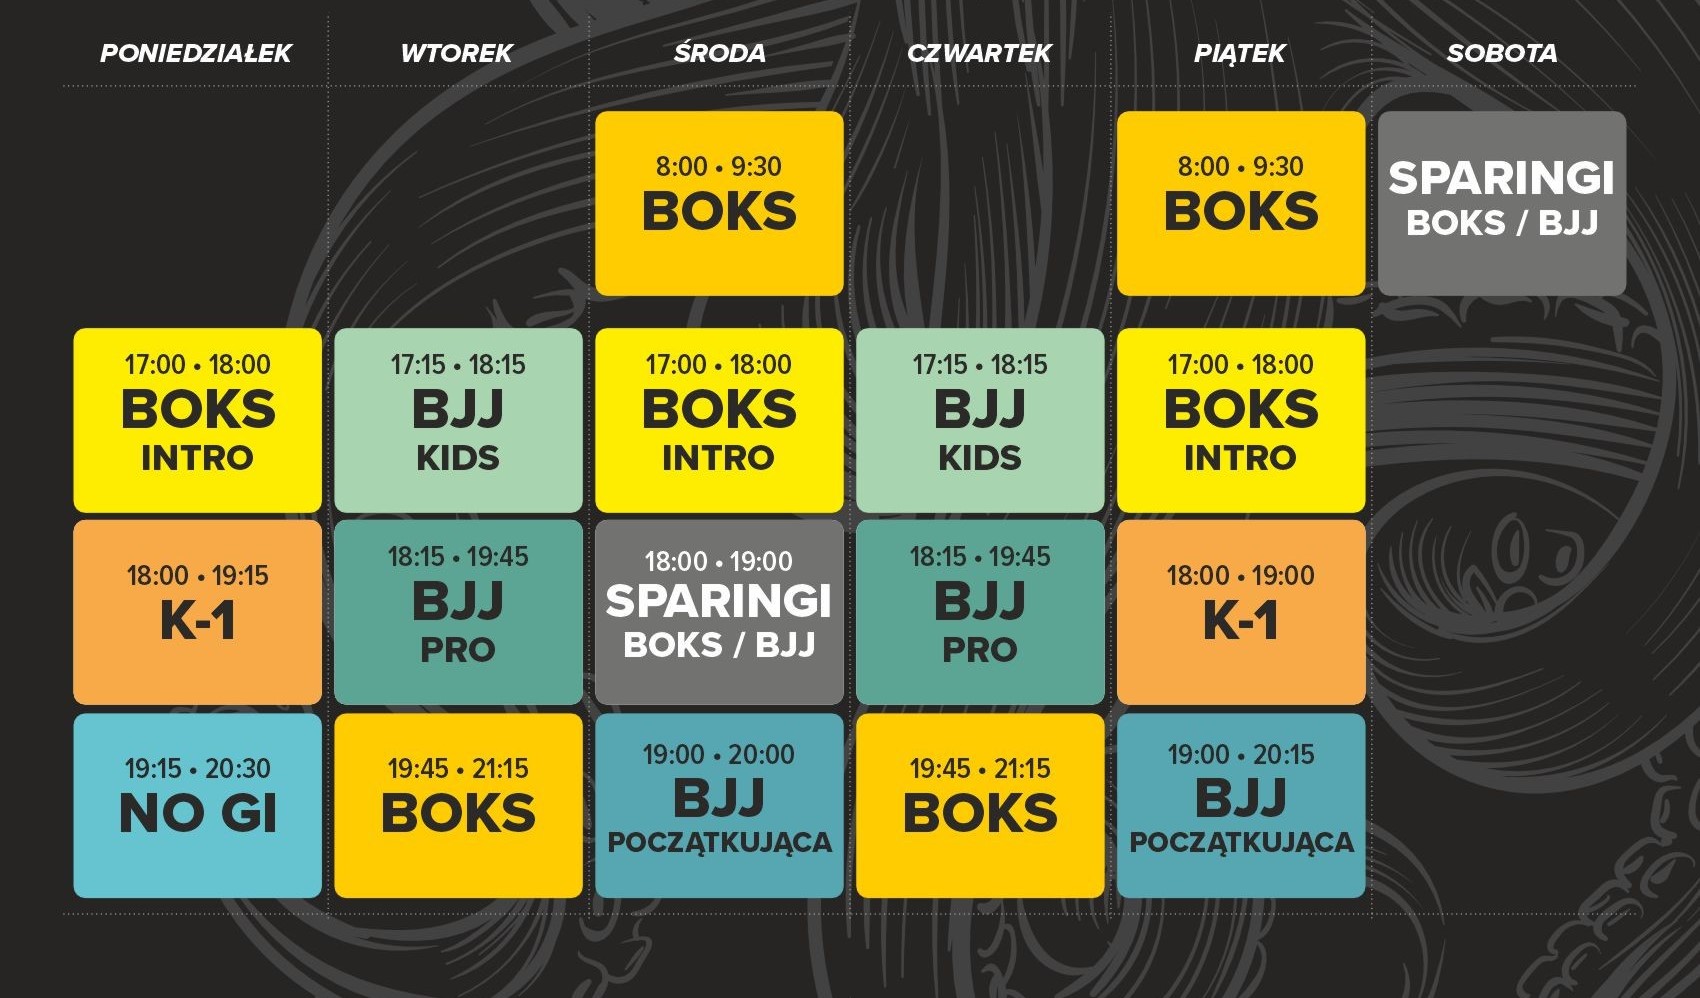 PONIEDZIAŁEK
WTOREK
ŚRODA
CZWARTEK
PIĄTEK
SOBOTA
8:00 • 9:30
BOKS
8:00 • 9:30
BOKS
SPARINGI
BOKS / BJJ
17:00 • 18:00
BOKS
INTRO
17:15 • 18:15
BJJ
KIDS
17:00 • 18:00
BOKS
INTRO
17:15 • 18:15
BJJ
KIDS
17:00 • 18:00
BOKS
INTRO
18:00 • 19:15
K-1
18:15 • 19:45
BJJ
PRO
18:00 • 19:00
SPARINGI
BOKS / BJJ
18:15 • 19:45
BJJ
PRO
18:00 • 19:00
K-1
19:15 • 20:30
NO GI
19:45 • 21:15
BOKS
19:00 • 20:00
BJJ
POCZĄTKUJĄCA
19:45 • 21:15
BOKS
19:00 • 20:15
BJJ
POCZĄTKUJĄCA